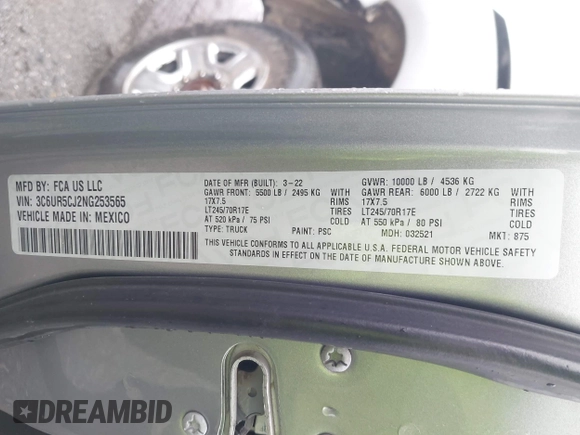 MFD BY: FCA US LLC
VIN: 3C6UR5CJ2NG253565
VEHICLE MADE IN: MEXICO
DATE OF MFR (BUILT): 3-22 GVWR: 10000 LB / 4536 KG
GAWR FRONT: 5500 LB / 2495 KG WITH GAWR REAR: 6000 LB / 2722 KG WITH
17X7.5 RIMS 17X7.5 RIMS
LT245/70R17E LT245/70R17E
AT 520 kPa / 75 PSI COLD AT 550 kPa / 80 PSI COLD
TYPE: TRUCK PAINT: PSC MDH: 032521 MKT: 875
THIS VEHICLE CONFORMS TO ALL APPLICABLE U.S.A. FEDERAL MOTOR VEHICLE SAFETY
STANDARDS IN EFFECT ON THE DATE OF MANUFACTURE SHOWN ABOVE.
DREAMBID